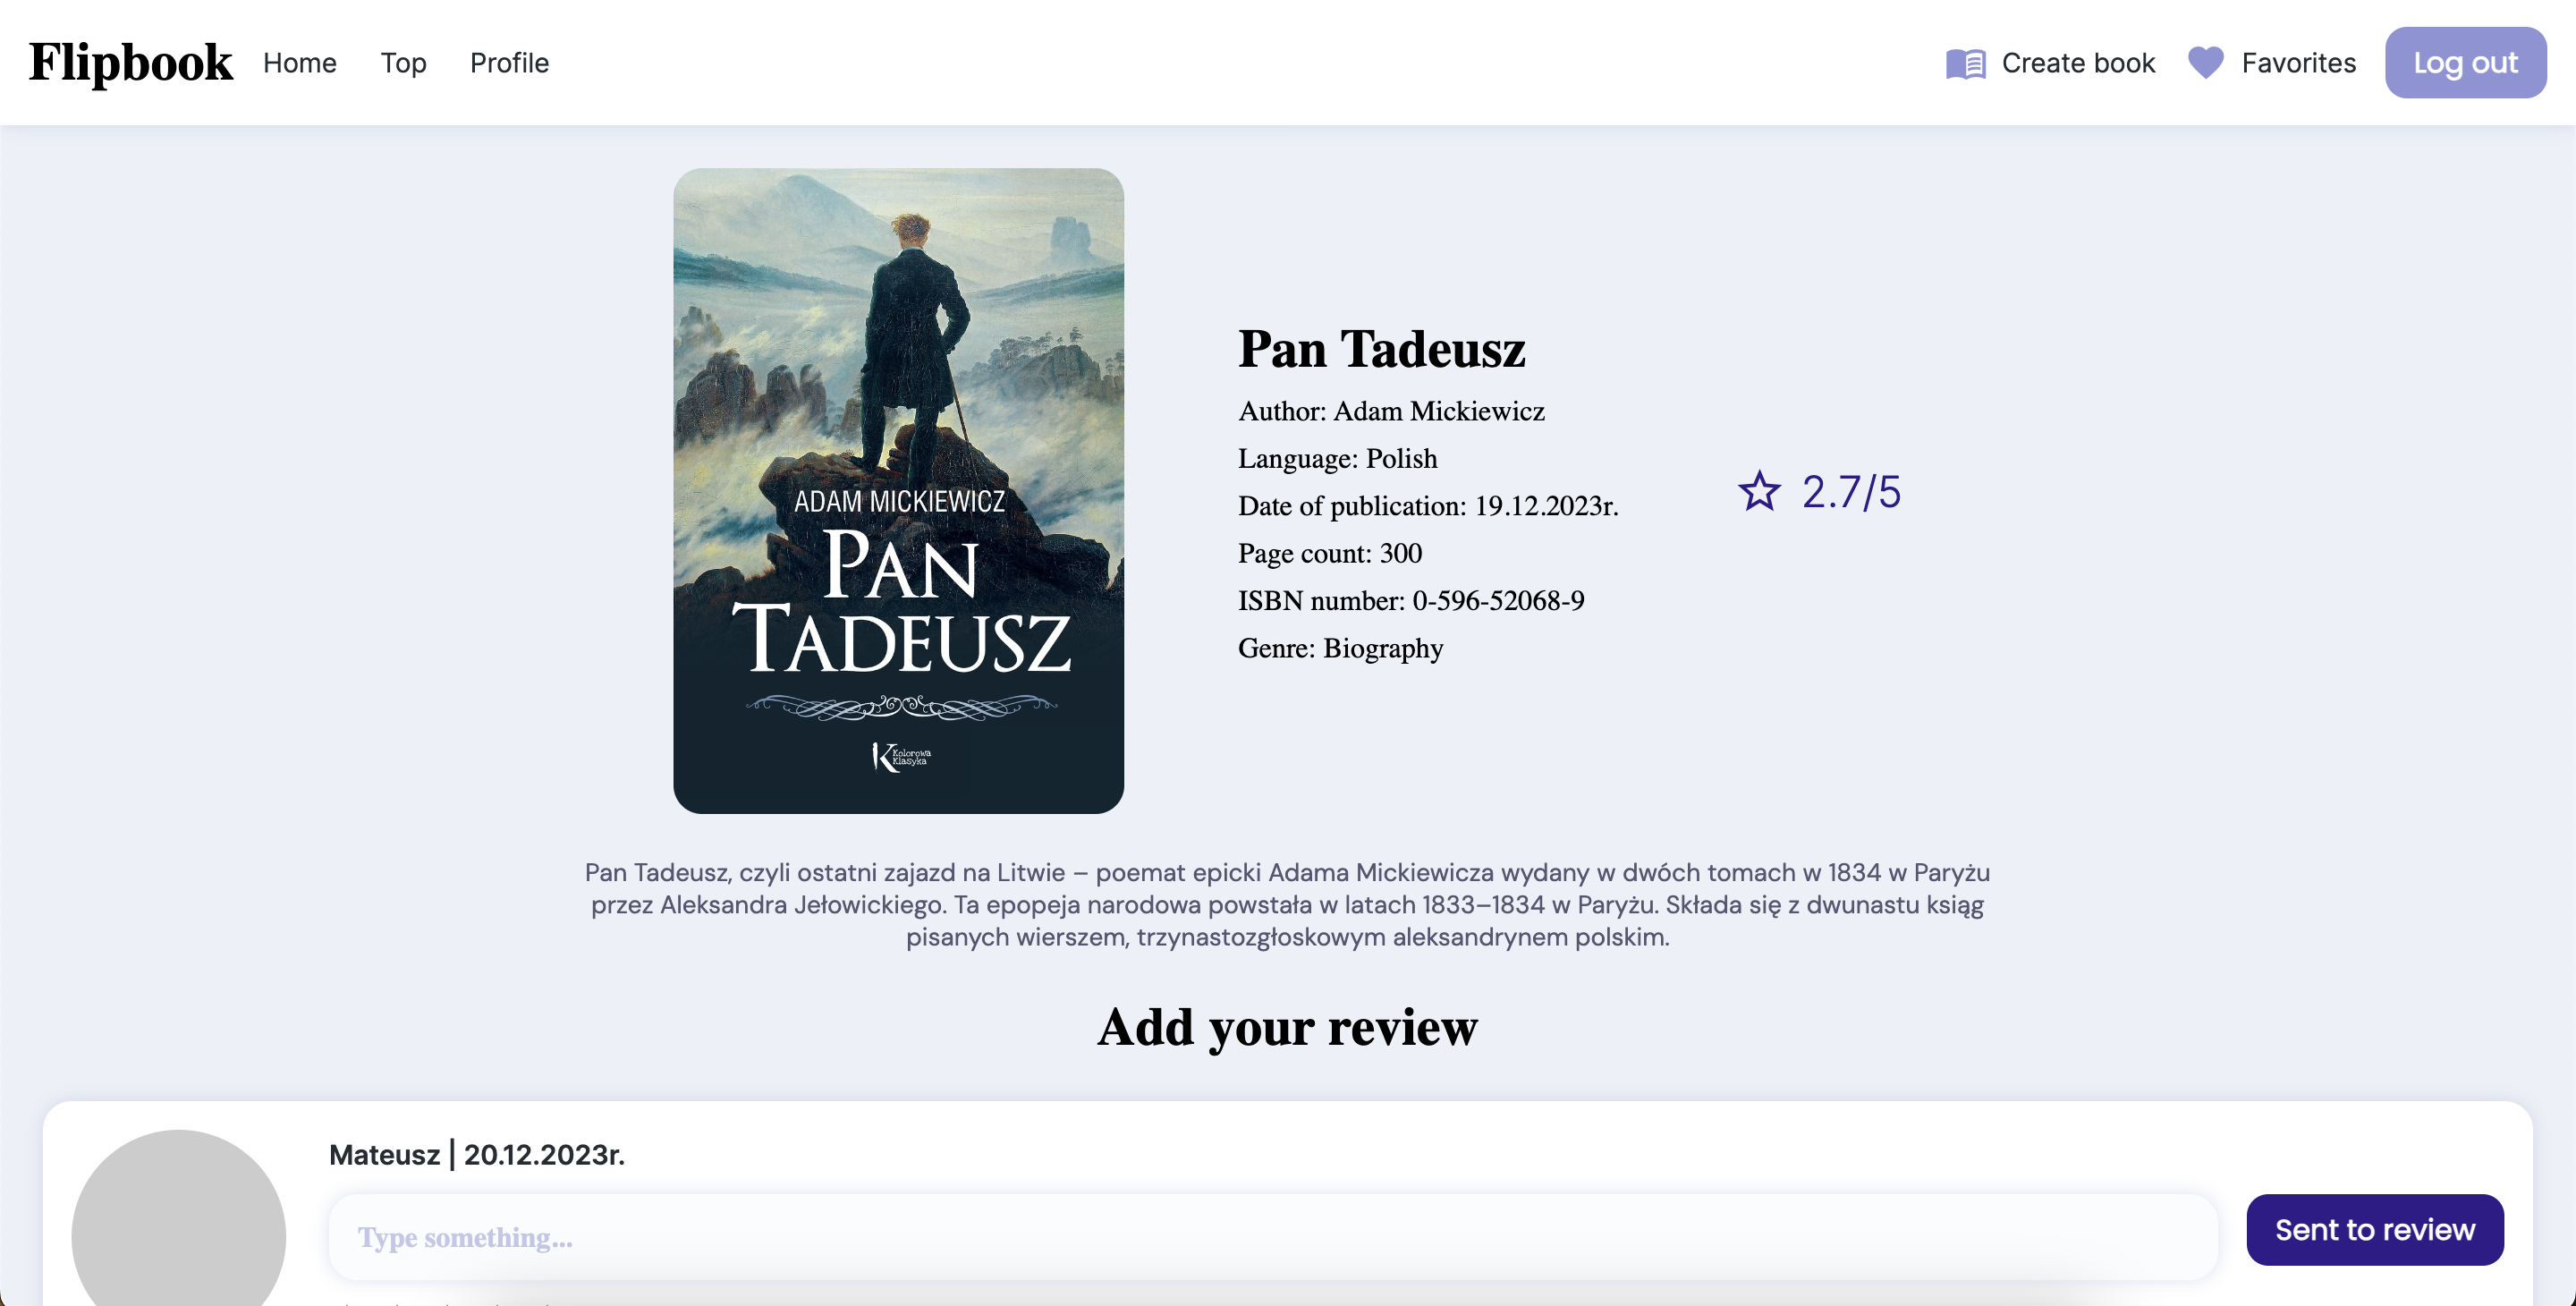 Flipbook Home Top Profile Create book Favorites Log out
ADAM MICKIEWICZ
PAN
TADEUSZ
Kolorowa
Klasyka
Pan Tadeusz
Author: Adam Mickiewicz
Language: Polish
Date of publication: 19.12.2023r.
Page count: 300
ISBN number: 0-596-52068-9
Genre: Biography
2.7/5
Pan Tadeusz, czyli ostatni zajazd na Litwie – poemat epicki Adama Mickiewicza wydany w dwóch tomach w 1834 w Paryżu
przez Aleksandra Jełowickiego. Ta epopeja narodowa powstała w latach 1833–1834 w Paryżu. Składa się z dwunastu ksiąg
pisanych wierszem, trzynastozgłoskowym aleksandrynem polskim.
Add your review
Mateusz | 20.12.2023r.
Type something...
Sent to review